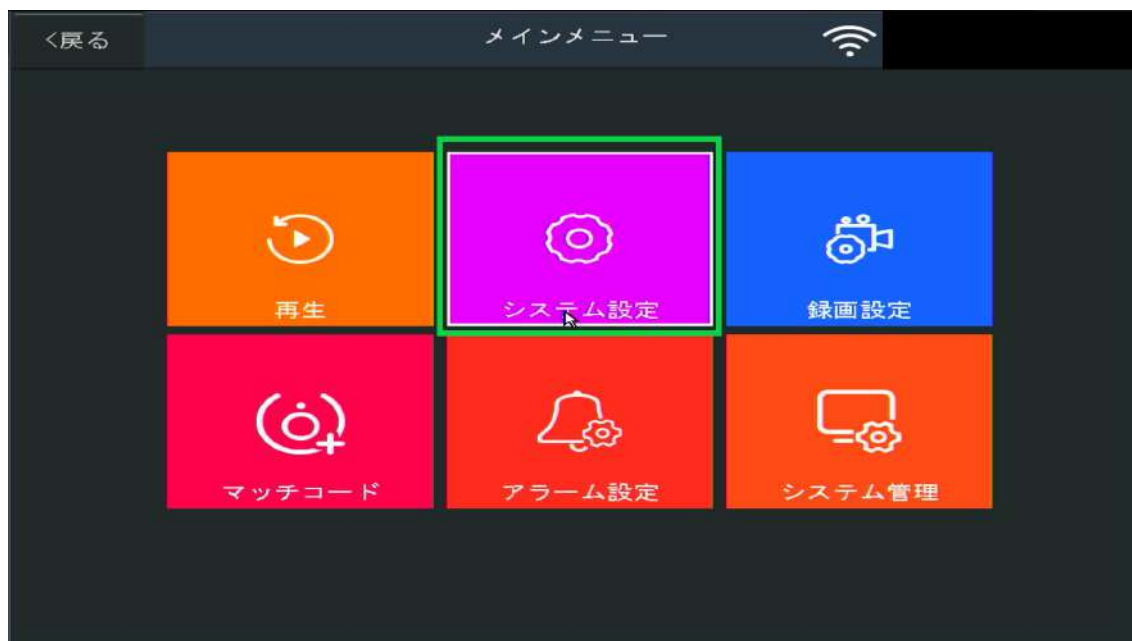 <戻る
メインメニュー
再生
システム設定
録画設定
マッチコード
アラーム設定
システム管理